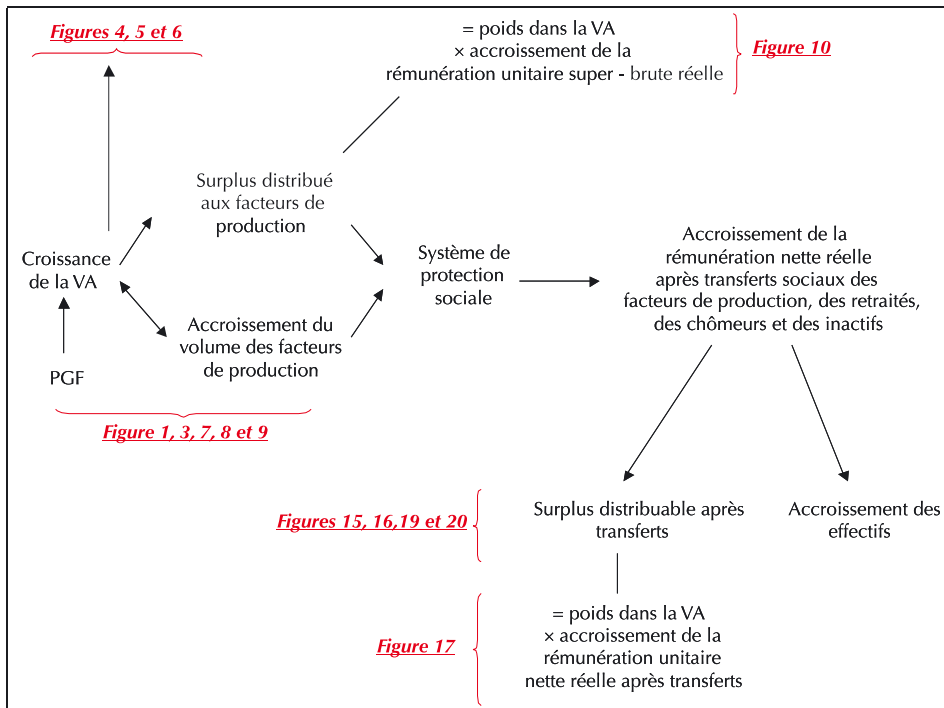 Figures 4, 5 et 6
= poids dans la VA
× accroissement de la
rémunération unitaire super - brute réelle
Figure 10
Surplus distribué
aux facteurs de
production
Croissance
de la VA
Système de
protection
sociale
Accroissement de la
rémunération nette réelle
après transferts sociaux des
facteurs de production, des retraités,
des chômeurs et des inactifs
Accroissement du
volume des facteurs
de production
PGF
Figure 1, 3, 7, 8 et 9
Figures 15, 16,19 et 20
Surplus distribuable après
transferts
Accroissement des
effectifs
= poids dans la VA
× accroissement de la
rémunération unitaire
nette réelle après transferts
Figure 17